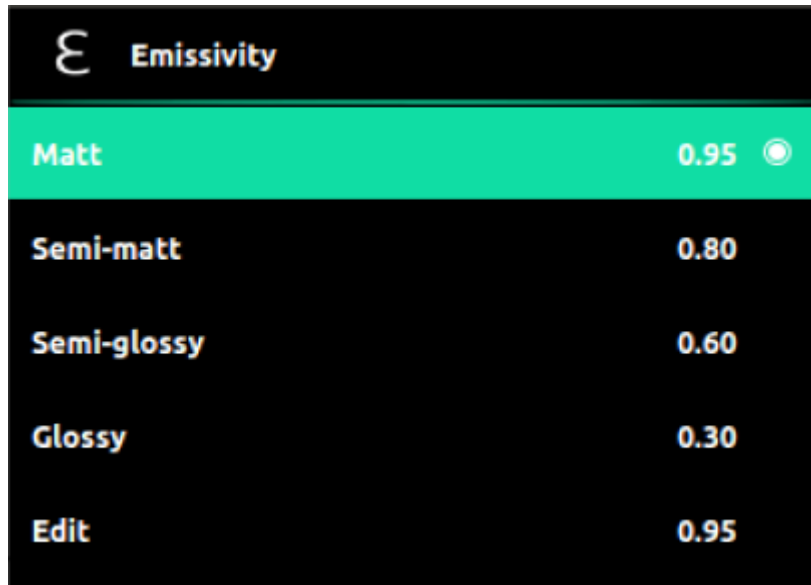 ε Emissivity
Matt 0.95
Semi-matt 0.80
Semi-glossy 0.60
Glossy 0.30
Edit 0.95